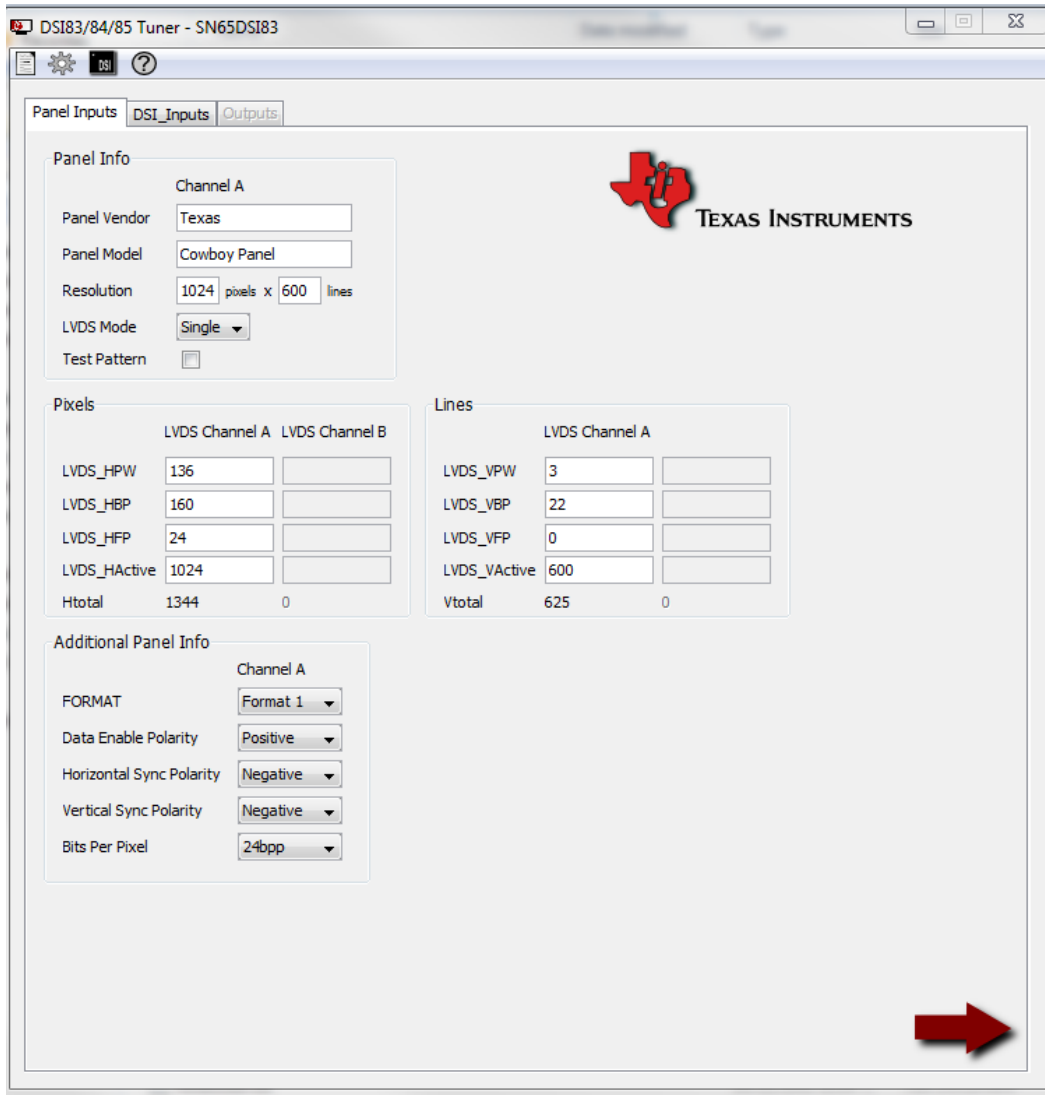 DSI83/84/85 Tuner - SN65DSI83
DSI
Panel Inputs DSI_Inputs Outputs
Panel Info
Channel A
Panel Vendor Texas
Panel Model Cowboy Panel
Resolution 1024 pixels x 600 lines
LVDS Mode Single
Test Pattern
TEXAS INSTRUMENTS
Pixels
LVDS Channel A LVDS Channel B
LVDS_HPW 136
LVDS_HBP 160
LVDS_HFP 24
LVDS_HActive 1024
Htotal 1344 0
Lines
LVDS Channel A
LVDS_VPW 3
LVDS_VBP 22
LVDS_VFP 0
LVDS_VActive 600
Vtotal 625 0
Additional Panel Info
Channel A
FORMAT Format 1
Data Enable Polarity Positive
Horizontal Sync Polarity Negative
Vertical Sync Polarity Negative
Bits Per Pixel 24bpp